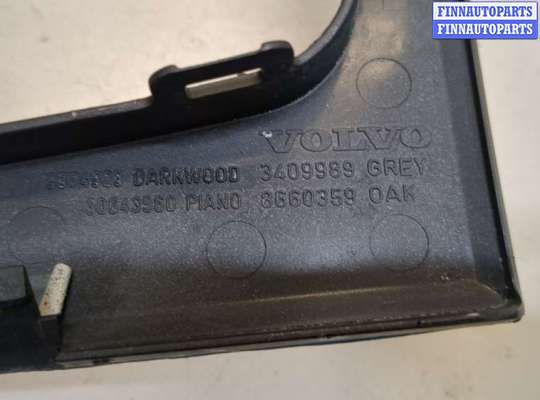 FINNAUTOPARTS
FINNAUTOPARTS
VOLVO
DARKWOOD 3409989 GREY
30643960 PIANO 8660359 OAK